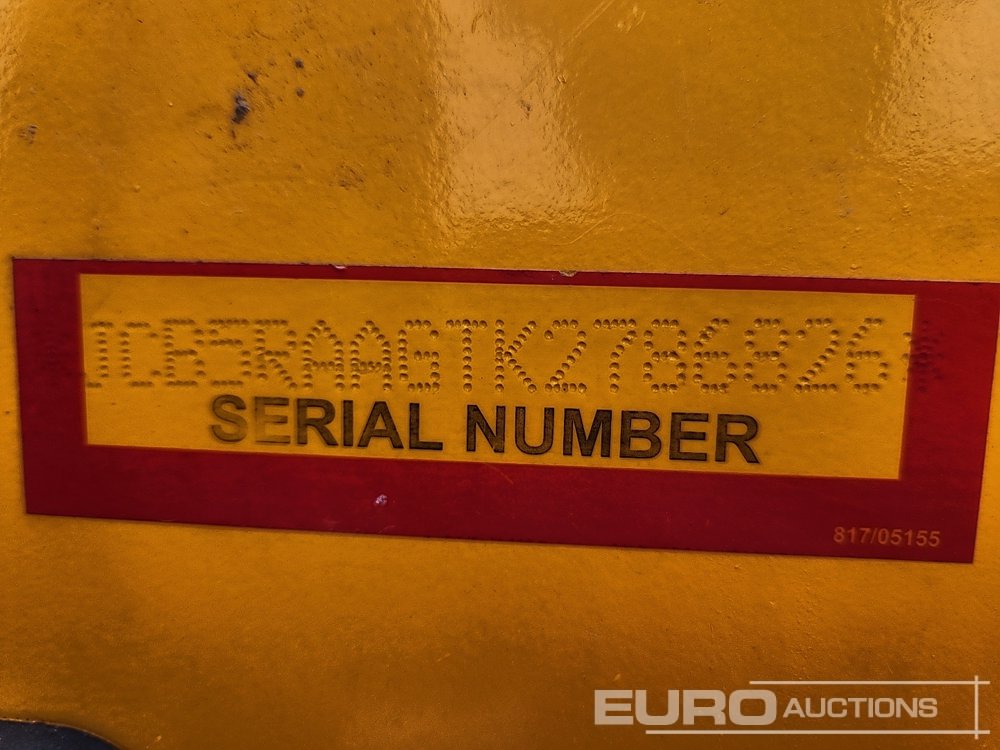 JCB5RAAGTK2786826*
SERIAL NUMBER
817/05155
EURO AUCTIONS